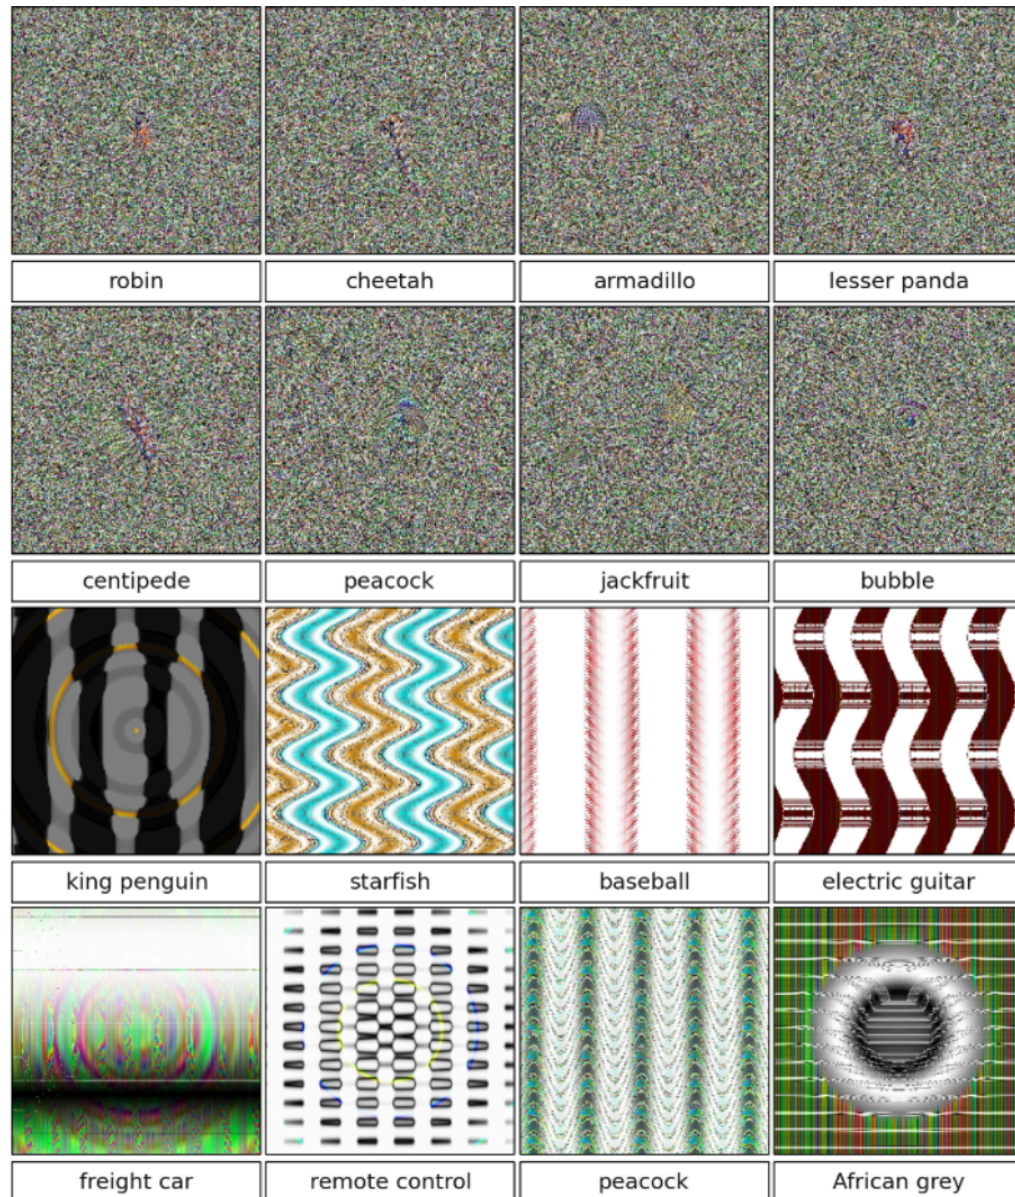 robin cheetah armadillo lesser panda
centipede peacock jackfruit bubble
king penguin starfish baseball electric guitar
freight car remote control peacock African grey